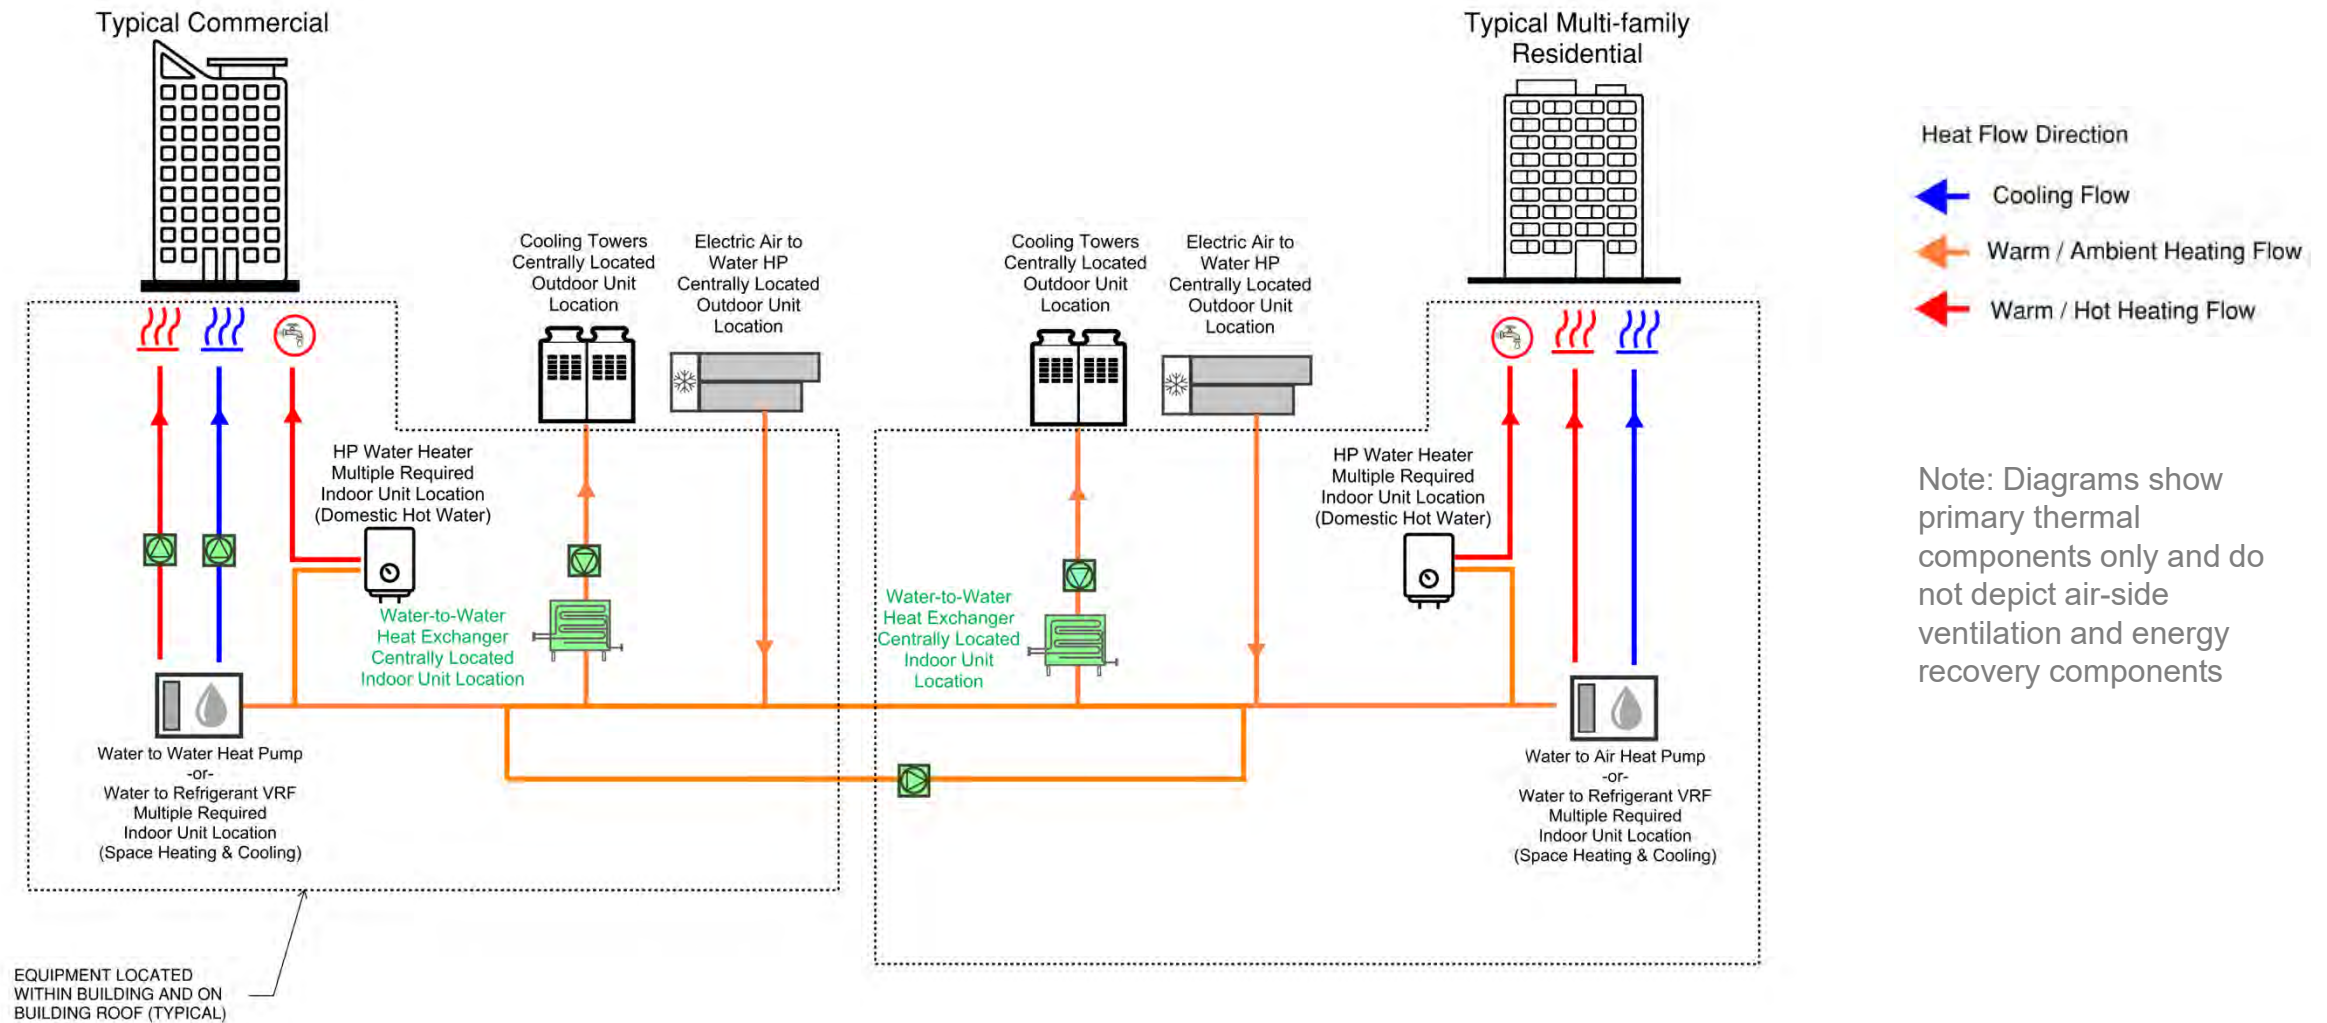 Typical Commercial
Typical Multi-family
Residential
Heat Flow Direction
Cooling Flow
Warm / Ambient Heating Flow
Warm / Hot Heating Flow
Cooling Towers
Centrally Located
Outdoor Unit
Location
Electric Air to
Water HP
Centrally Located
Outdoor Unit
Location
Cooling Towers
Centrally Located
Outdoor Unit
Location
Electric Air to
Water HP
Centrally Located
Outdoor Unit
Location
HP Water Heater
Multiple Required
Indoor Unit Location
(Domestic Hot Water)
HP Water Heater
Multiple Required
Indoor Unit Location
(Domestic Hot Water)
Note: Diagrams show
primary thermal
components only and do
not depict air-side
ventilation and energy
recovery components
Water-to-Water
Heat Exchanger
Centrally Located
Indoor Unit Location
Water-to-Water
Heat Exchanger
Centrally Located
Indoor Unit
Location
Water to Water Heat Pump
-or-
Water to Refrigerant VRF
Multiple Required
Indoor Unit Location
(Space Heating & Cooling)
Water to Air Heat Pump
-or-
Water to Refrigerant VRF
Multiple Required
Indoor Unit Location
(Space Heating & Cooling)
EQUIPMENT LOCATED
WITHIN BUILDING AND ON
BUILDING ROOF (TYPICAL)